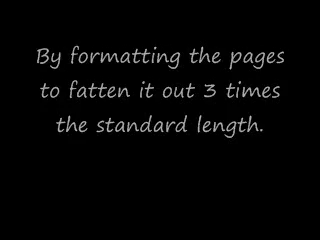 By formatting the pages
to fatten it out 3 times
the standard length.